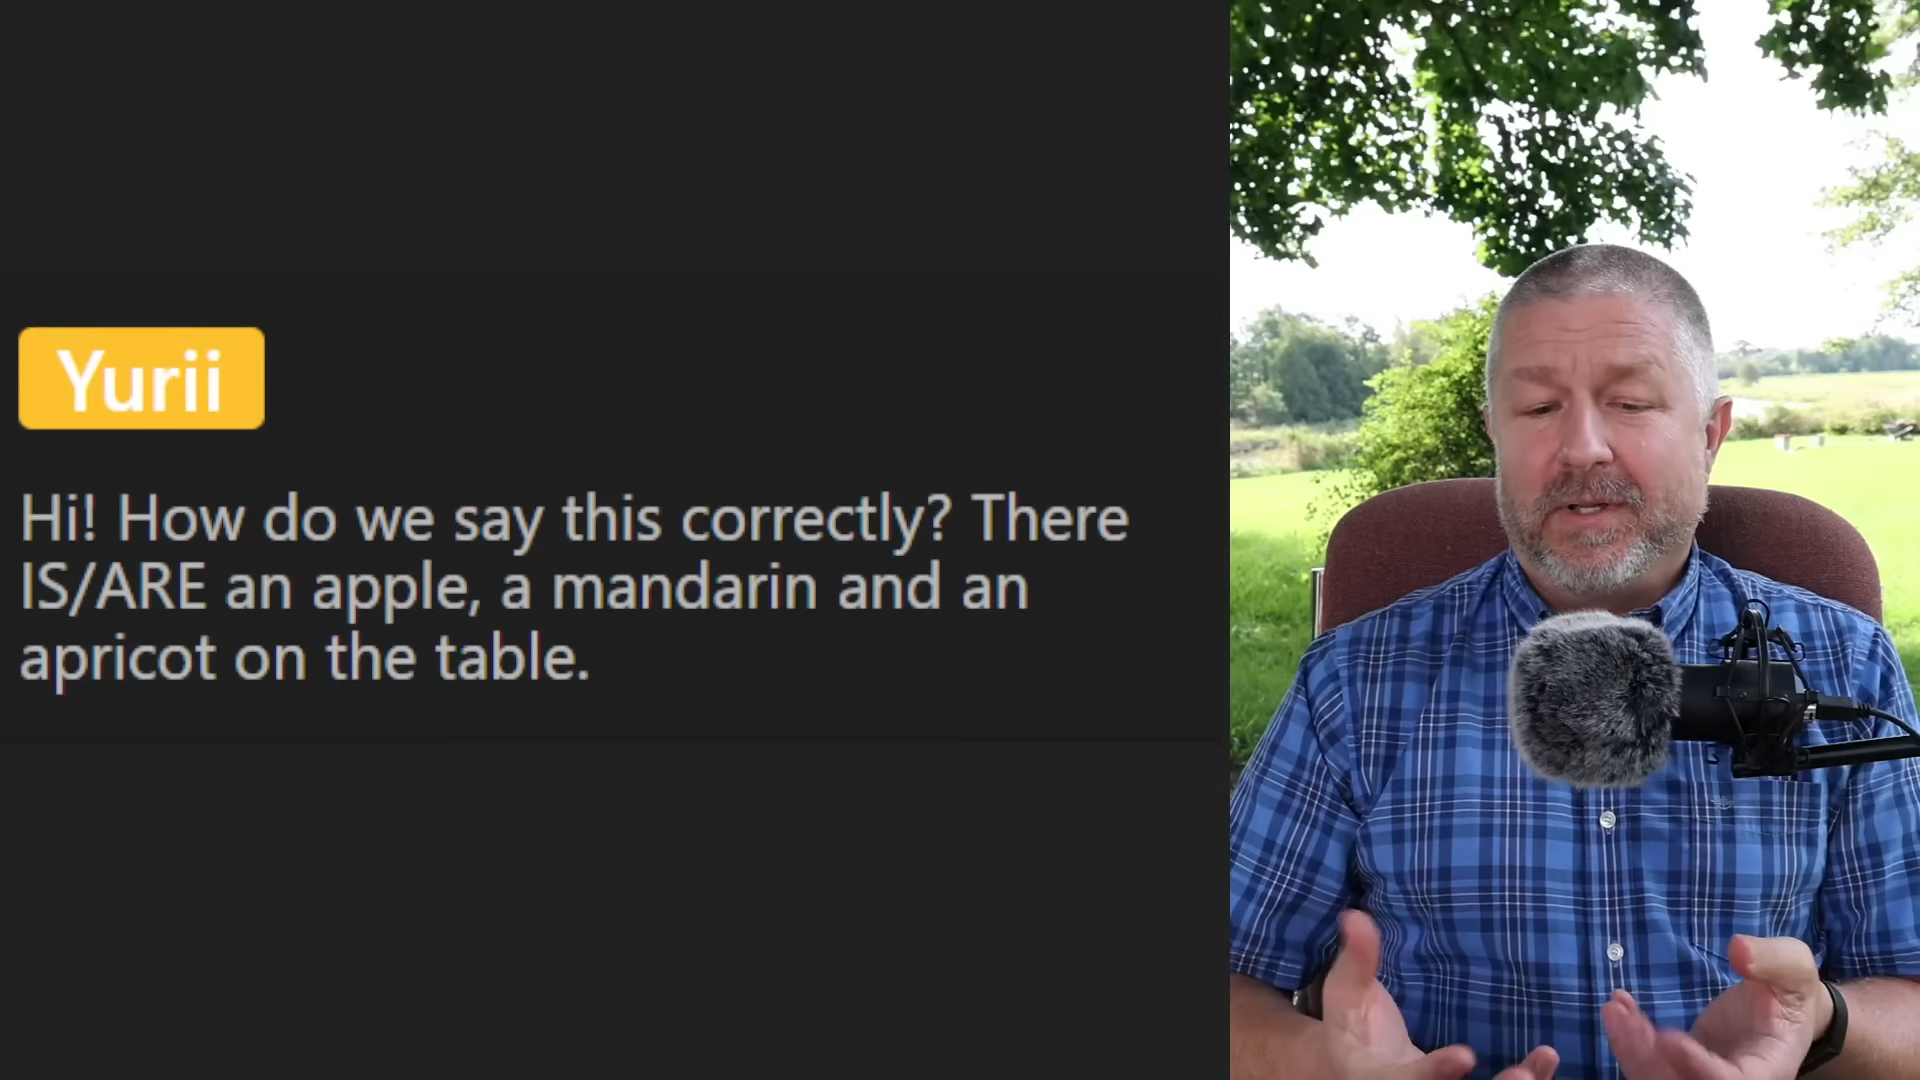 Yurii
Hi! How do we say this correctly? There
IS/ARE an apple, a mandarin and an
apricot on the table.